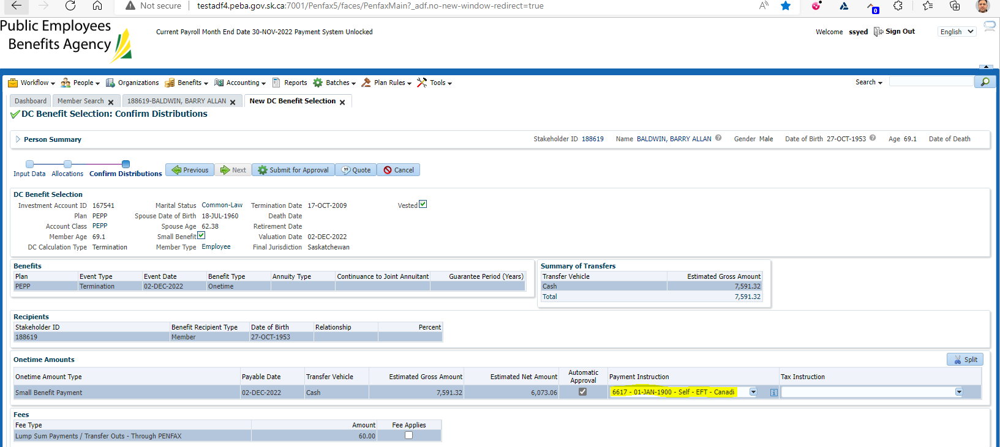 Not secure testadf4.peba.gov.sk.ca:7001/Penfax5/faces/PenfaxMain?_adf.no-new-window-redirect=true
Public Employees
Benefits Agency
Current Payroll Month End Date 30-NOV-2022 Payment System Unlocked
Welcome ssyed Sign Out English
Workflow People Organizations Benefits Accounting Reports Batches Plan Rules Tools Search
Dashboard Member Search 188619-BALDWIN, BARRY ALLAN New DC Benefit Selection
DC Benefit Selection: Confirm Distributions
Person Summary Stakeholder ID 188619 Name BALDWIN, BARRY ALLAN Gender Male Date of Birth 27-OCT-1953 Age 69.1 Date of Death
Input Data Allocations Confirm Distributions Previous Next Submit for Approval Quote Cancel
DC Benefit Selection
Investment Account ID 167541 Marital Status Common-Law Termination Date 17-OCT-2009 Vested
Plan PEPP Spouse Date of Birth 18-JUL-1960 Death Date
Account Class PEPP Spouse Age 62.38 Retirement Date
Member Age 69.1 Small Benefit Valuation Date 02-DEC-2022
DC Calculation Type Termination Member Type Employee Final Jurisdiction Saskatchewan
Benefits
Plan Event Type Event Date Benefit Type Annuity Type Continuance to Joint Annuitant Guarantee Period (Years)
PEPP Termination 02-DEC-2022 Onetime
Summary of Transfers
Transfer Vehicle Estimated Gross Amount
Cash 7,591.32
Total 7,591.32
Recipients
Stakeholder ID Benefit Recipient Type Date of Birth Relationship Percent
188619 Member 27-OCT-1953
Onetime Amounts Split
Onetime Amount Type Payable Date Transfer Vehicle Estimated Gross Amount Estimated Net Amount Automatic Approval Payment Instruction Tax Instruction
Small Benefit Payment 02-DEC-2022 Cash 7,591.32 6,073.06 6617 - 01-JAN-1900 - Self - EFT - Canadi
Fees
Fee Type Amount Fee Applies
Lump Sum Payments / Transfer Outs - Through PENFAX 60.00